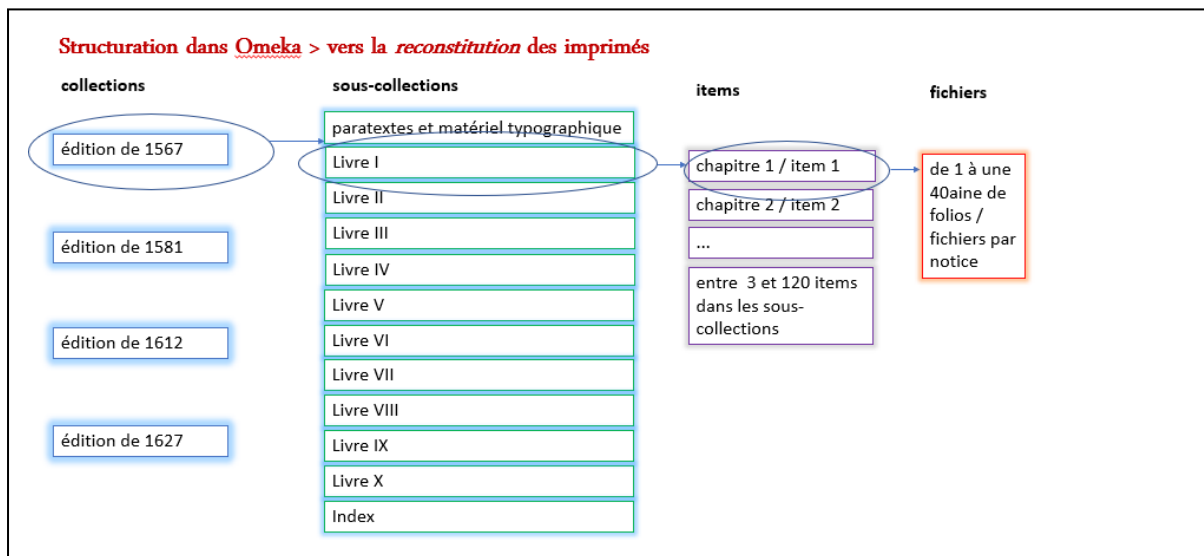 Structuration dans Omeka > vers la reconstitution des imprimés
collections
sous-collections
items
fichiers
édition de 1567
édition de 1581
édition de 1612
édition de 1627
paratextes et matériel typographique
Livre I
Livre II
Livre III
Livre IV
Livre V
Livre VI
Livre VII
Livre VIII
Livre IX
Livre X
Index
chapitre 1 / item 1
chapitre 2 / item 2
...
entre 3 et 120 items
dans les sous-
collections
de 1 à une
40aine de
folios /
fichiers par
notice